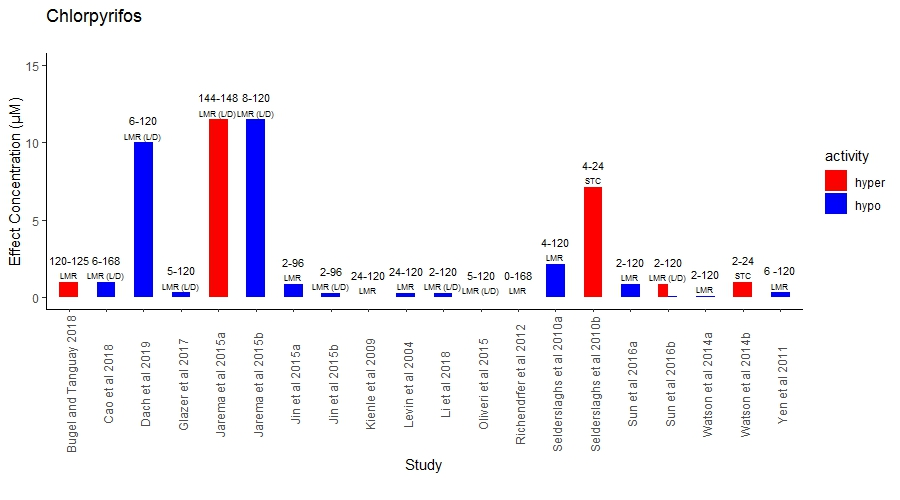 Chlorpyrifos
Effect Concentration (µM)
15
10
5
0
120-125
LMR
6-168
LMR (L/D)
6-120
LMR (L/D)
5-120
LMR (L/D)
144-148
LMR (L/D)
8-120
LMR (L/D)
2-96
LMR
2-96
LMR (L/D)
24-120
LMR
24-120
LMR
2-120
LMR (L/D)
5-120
LMR (L/D)
0-168
LMR
4-120
LMR
4-24
STC
2-120
LMR
2-120
LMR (L/D)
2-120
LMR
2-24
STC
6 -120
LMR
activity
hyper
hypo
Bugel and Tanguay 2018
Cao et al 2018
Dach et al 2019
Glazer et al 2017
Jarema et al 2015a
Jarema et al 2015b
Jin et al 2015a
Jin et al 2015b
Kienle et al 2009
Levin et al 2004
Li et al 2018
Oliveri et al 2015
Richendrfer et al 2012
Selderslaghs et al 2010a
Selderslaghs et al 2010b
Sun et al 2016a
Sun et al 2016b
Watson et al 2014a
Watson et al 2014b
Yen et al 2011
Study